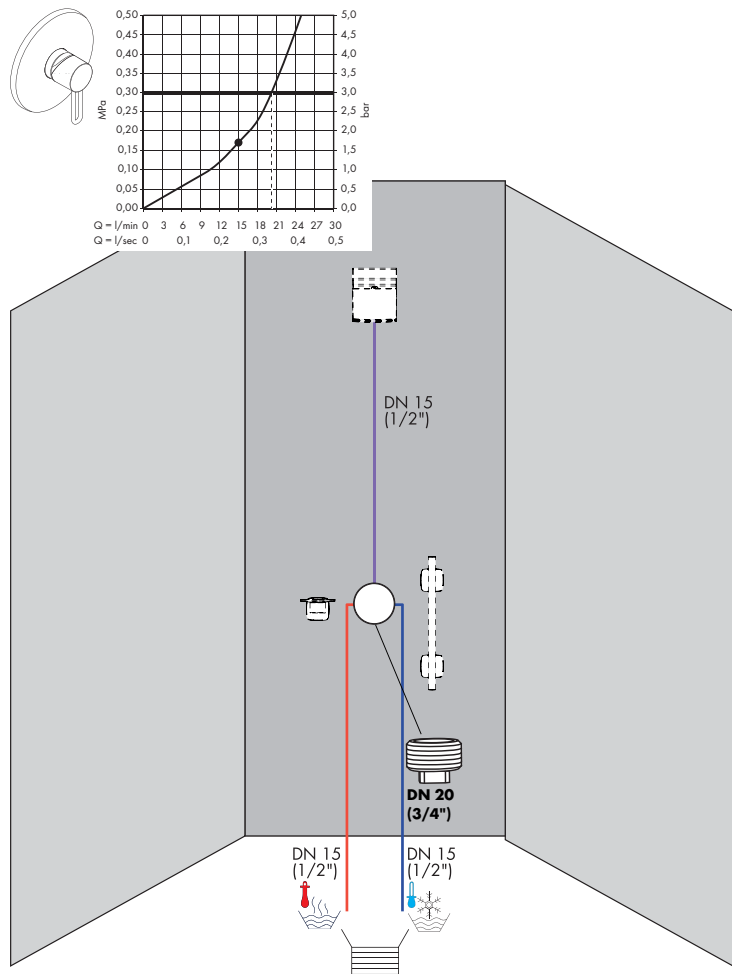 0,50 5,0
0,45 4,5
0,40 4,0
0,35 3,5
0,30 3,0
0,25 2,5
0,20 2,0
0,15 1,5
0,10 1,0
0,05 0,5
0,00 0,0
MPa
bar
Q = l/min 0 3 6 9 12 15 18 21 24 27 30
Q = l/sec 0 0,1 0,2 0,3 0,4 0,5
DN 15
(1/2")
DN 20
(3/4")
DN 15
(1/2")
DN 15
(1/2")